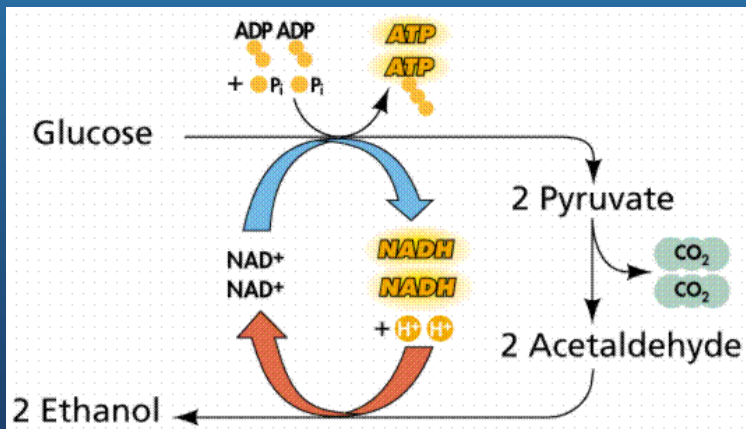 ADP ADP
ATP
ATP
+ Pi Pi
Glucose
2 Pyruvate
NAD+
NAD+
NADH
NADH
+ H+ H+
CO2
CO2
2 Acetaldehyde
2 Ethanol